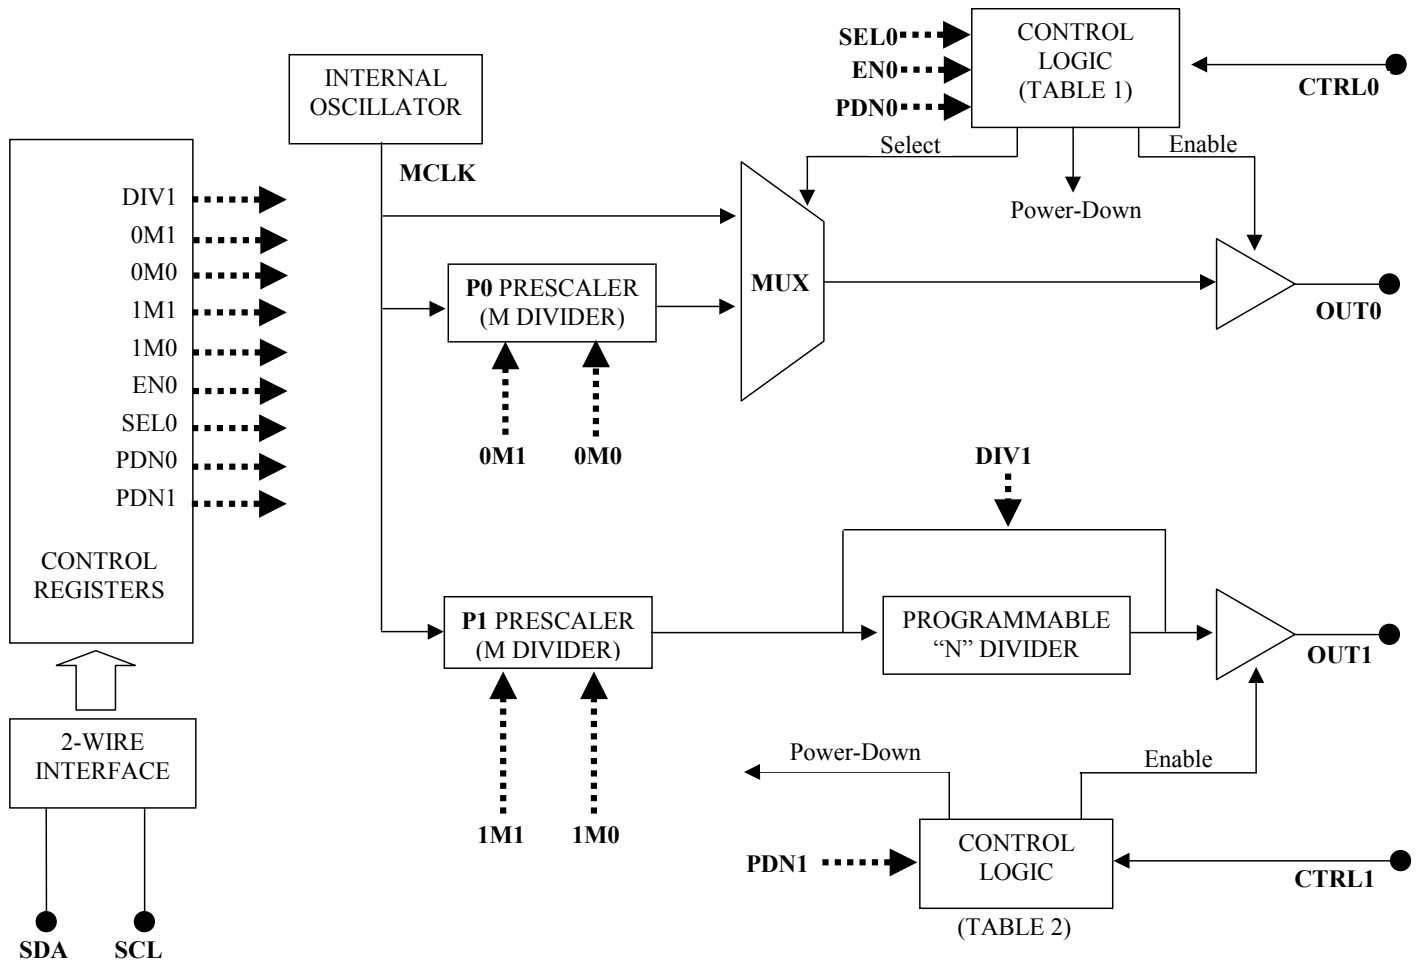 SEL0
EN0
PDN0
CONTROL
LOGIC
(TABLE 1)
CTRL0
Select
Enable
Power-Down
INTERNAL
OSCILLATOR
MCLK
DIV1
0M1
0M0
1M1
1M0
EN0
SEL0
PDN0
PDN1
CONTROL
REGISTERS
P0 PRESCALER
(M DIVIDER)
MUX
OUT0
0M1
0M0
DIV1
P1 PRESCALER
(M DIVIDER)
PROGRAMMABLE
“N” DIVIDER
OUT1
2-WIRE
INTERFACE
1M1
1M0
Power-Down
Enable
PDN1
CONTROL
LOGIC
(TABLE 2)
CTRL1
SDA
SCL